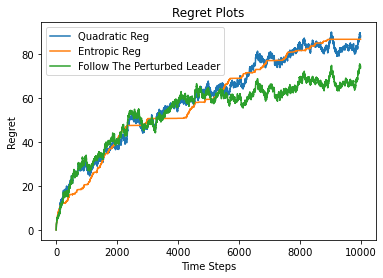 Regret Plots
Quadratic Reg
Entropic Reg
Follow The Perturbed Leader
Regret
80
60
40
20
0
0 2000 4000 6000 8000 10000
Time Steps